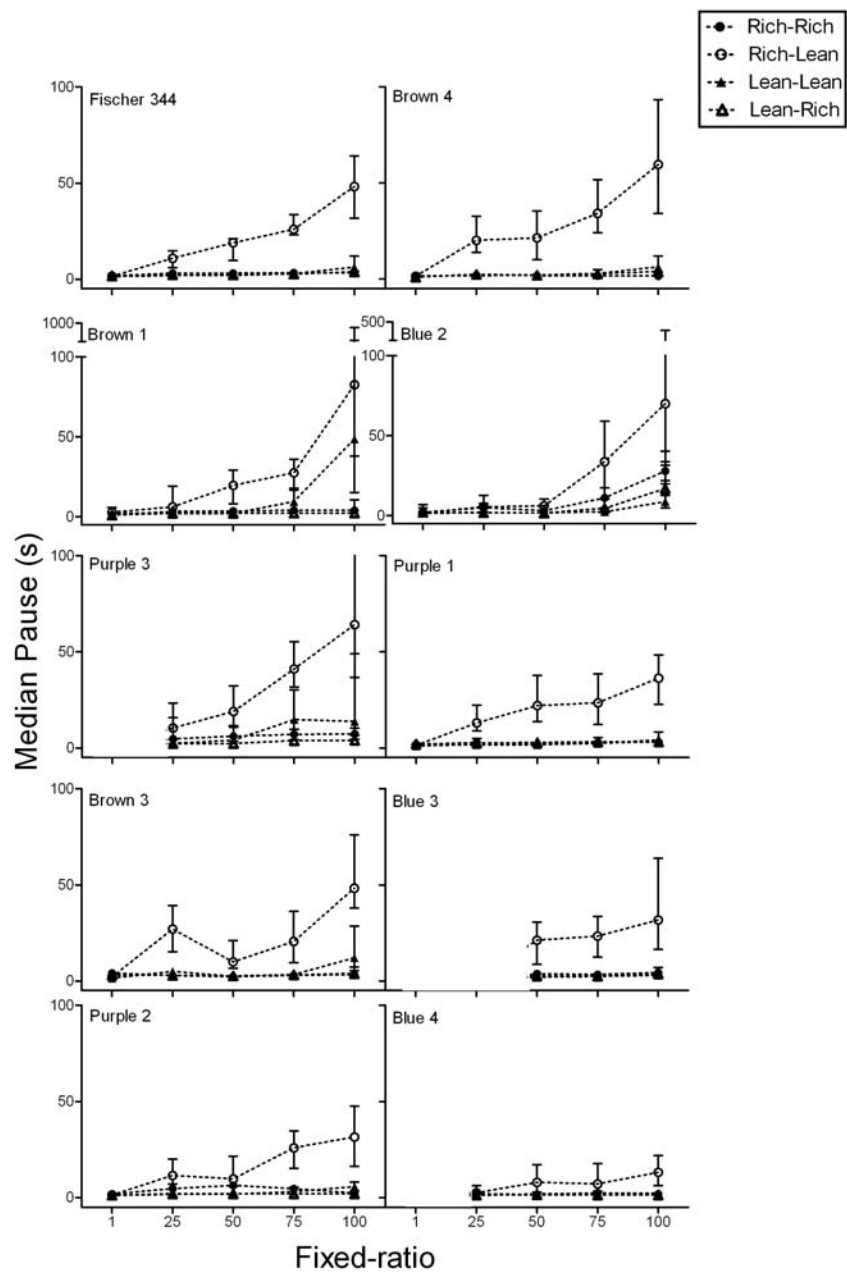 Rich-Rich
Rich-Lean
Lean-Lean
Lean-Rich
Median Pause (s)
Fischer 344
100
50
0
Brown 4
Brown 1
1000
100
50
0
Blue 2
500
100
50
0
Purple 3
100
50
0
Purple 1
Brown 3
100
50
0
Blue 3
Purple 2
100
50
0
Blue 4
1 25 50 75 100
1 25 50 75 100
Fixed-ratio